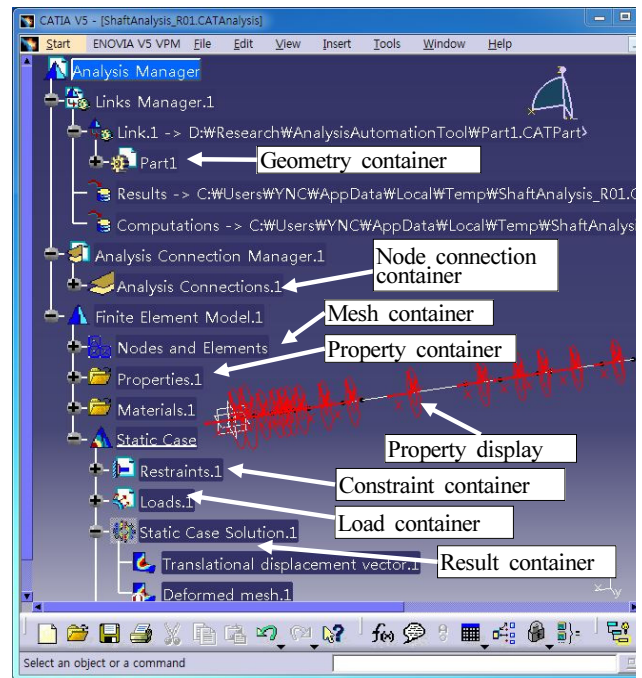 CATIA V5 - [ShaftAnalysis_R01.CATAnalysis]
Start ENOVIA V5 VPM File Edit View Insert Tools Window Help
Analysis Manager
Links Manager.1
Link.1 -> D:₩Research₩AnalysisAutomationTool₩Part1.CATPart
Part1
Geometry container
Results -> C:₩Users₩YNC₩AppData₩Local₩Temp₩ShaftAnalysis_R01.C
Computations -> C:₩Users₩YNC₩AppData₩Local₩Temp₩ShaftAnalysis
Analysis Connection Manager.1
Node connection
container
Analysis Connections.1
Mesh container
Finite Element Model.1
Nodes and Elements
Property container
Properties.1
Materials.1
Static Case
Property display
Restraints.1
Constraint container
Loads.1
Load container
Static Case Solution.1
Result container
Translational displacement vector.1
Deformed mesh.1
x y
f(x)
Select an object or a command